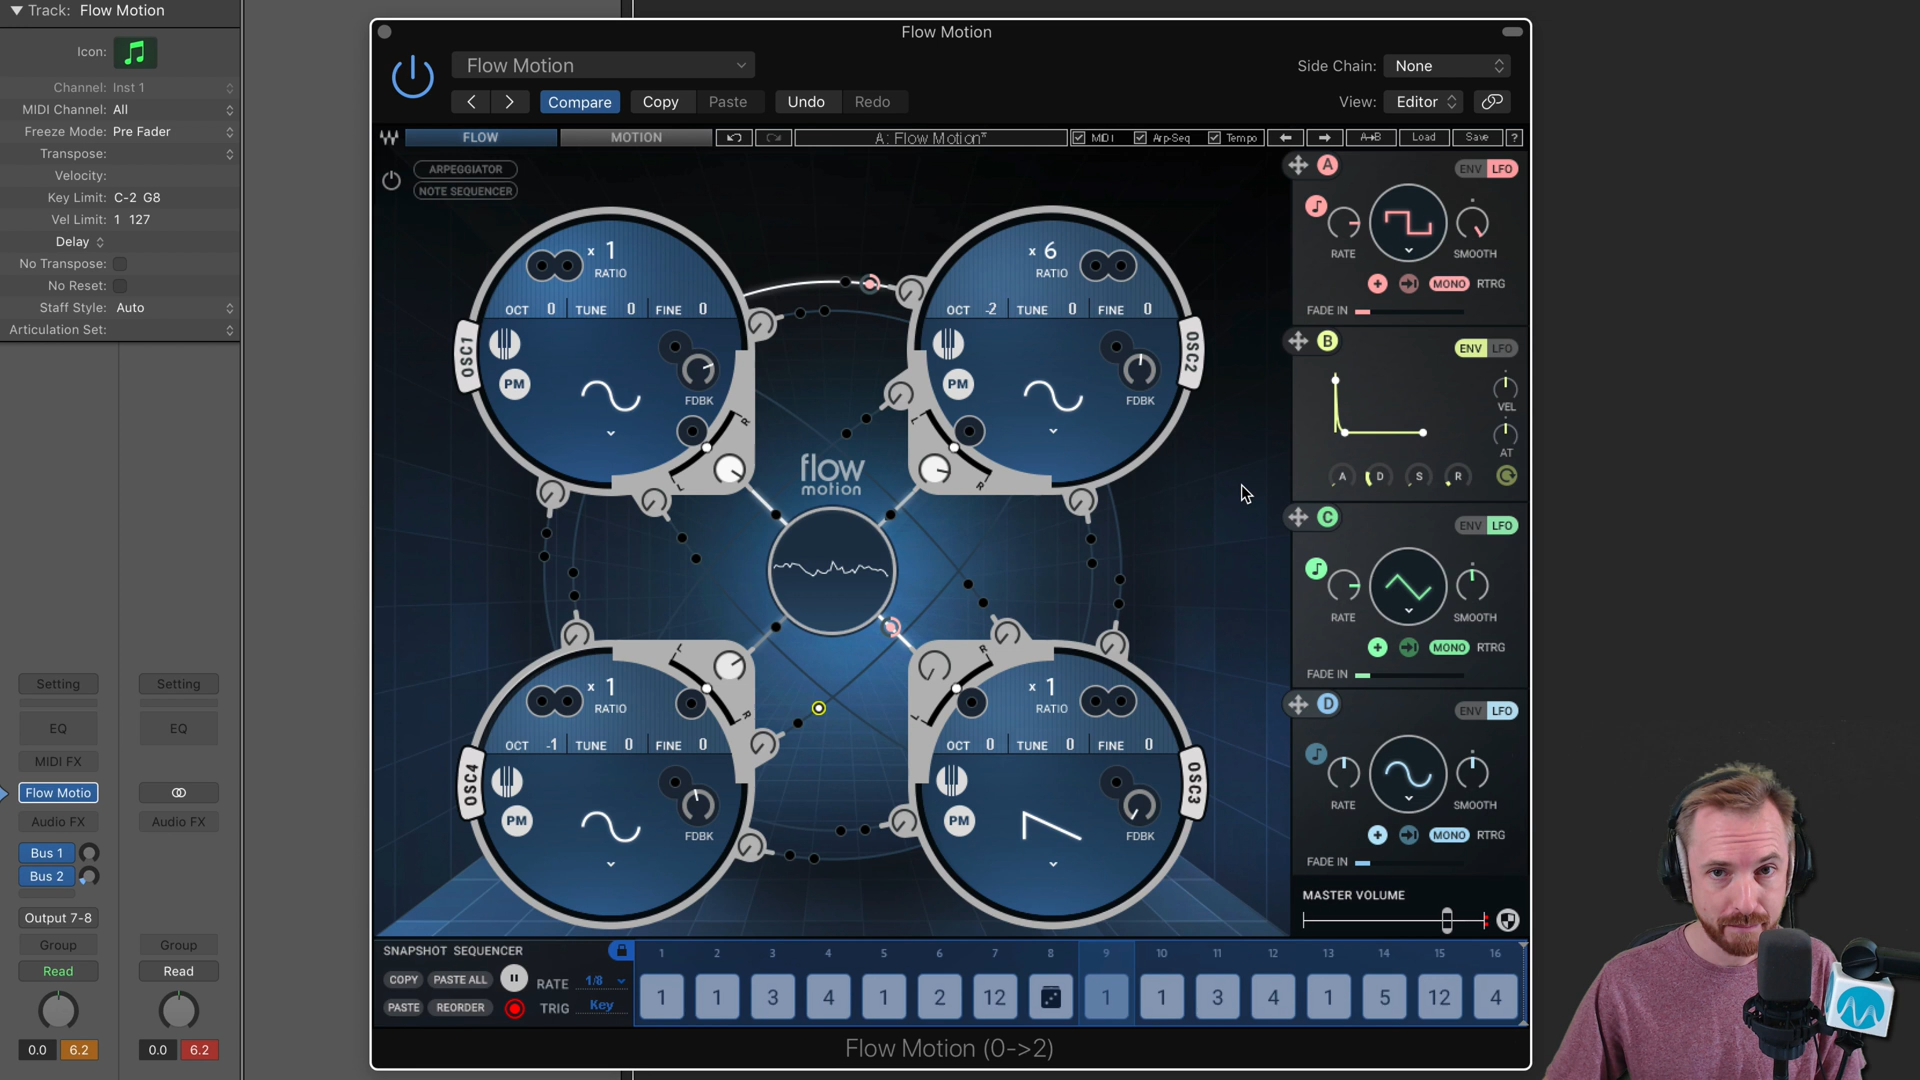 Track: Flow Motion
Icon:
Channel: Inst 1
MIDI Channel: All
Freeze Mode: Pre Fader
Transpose:
Velocity:
Key Limit: C-2 G8
Vel Limit: 1 127
Delay
No Transpose:
No Reset:
Staff Style: Auto
Articulation Set:
Setting Setting
EQ EQ
MIDI FX
Flow Motio
Audio FX Audio FX
Bus 1
Bus 2
Output 7-8
Group Group
Read Read
0.0 6.2 0.0 6.2
Flow Motion
Flow Motion Side Chain: None
Compare Copy Paste Undo Redo View: Editor
FLOW MOTION A: Flow Motion* MIDI Arp-Seq Tempo A→B Load Save ?
ARPEGGIATOR
NOTE SEQUENCER
x 1
RATIO
OCT 0 TUNE 0 FINE 0
OSC1
PM
FDBK
R
L
x 6
RATIO
OCT -2 TUNE 0 FINE 0
OSC2
PM
FDBK
L
R
flow
motion
x 1
RATIO
OCT -1 TUNE 0 FINE 0
OSC4
PM
FDBK
L
R
x 1
RATIO
OCT 0 TUNE 0 FINE 0
OSC3
PM
FDBK
R
L
A ENV LFO
RATE SMOOTH
MONO RTRG
FADE IN
B ENV LFO
VEL
AT
A D S R
C ENV LFO
RATE SMOOTH
MONO RTRG
FADE IN
D ENV LFO
RATE SMOOTH
MONO RTRG
FADE IN
MASTER VOLUME
SNAPSHOT SEQUENCER
COPY PASTE ALL RATE 1/8
PASTE REORDER TRIG Key
1 2 3 4 5 6 7 8 9 10 11 12 13 14 15 16
1 1 3 4 1 2 12 1 1 3 4 1 5 12 4
Flow Motion (0->2)